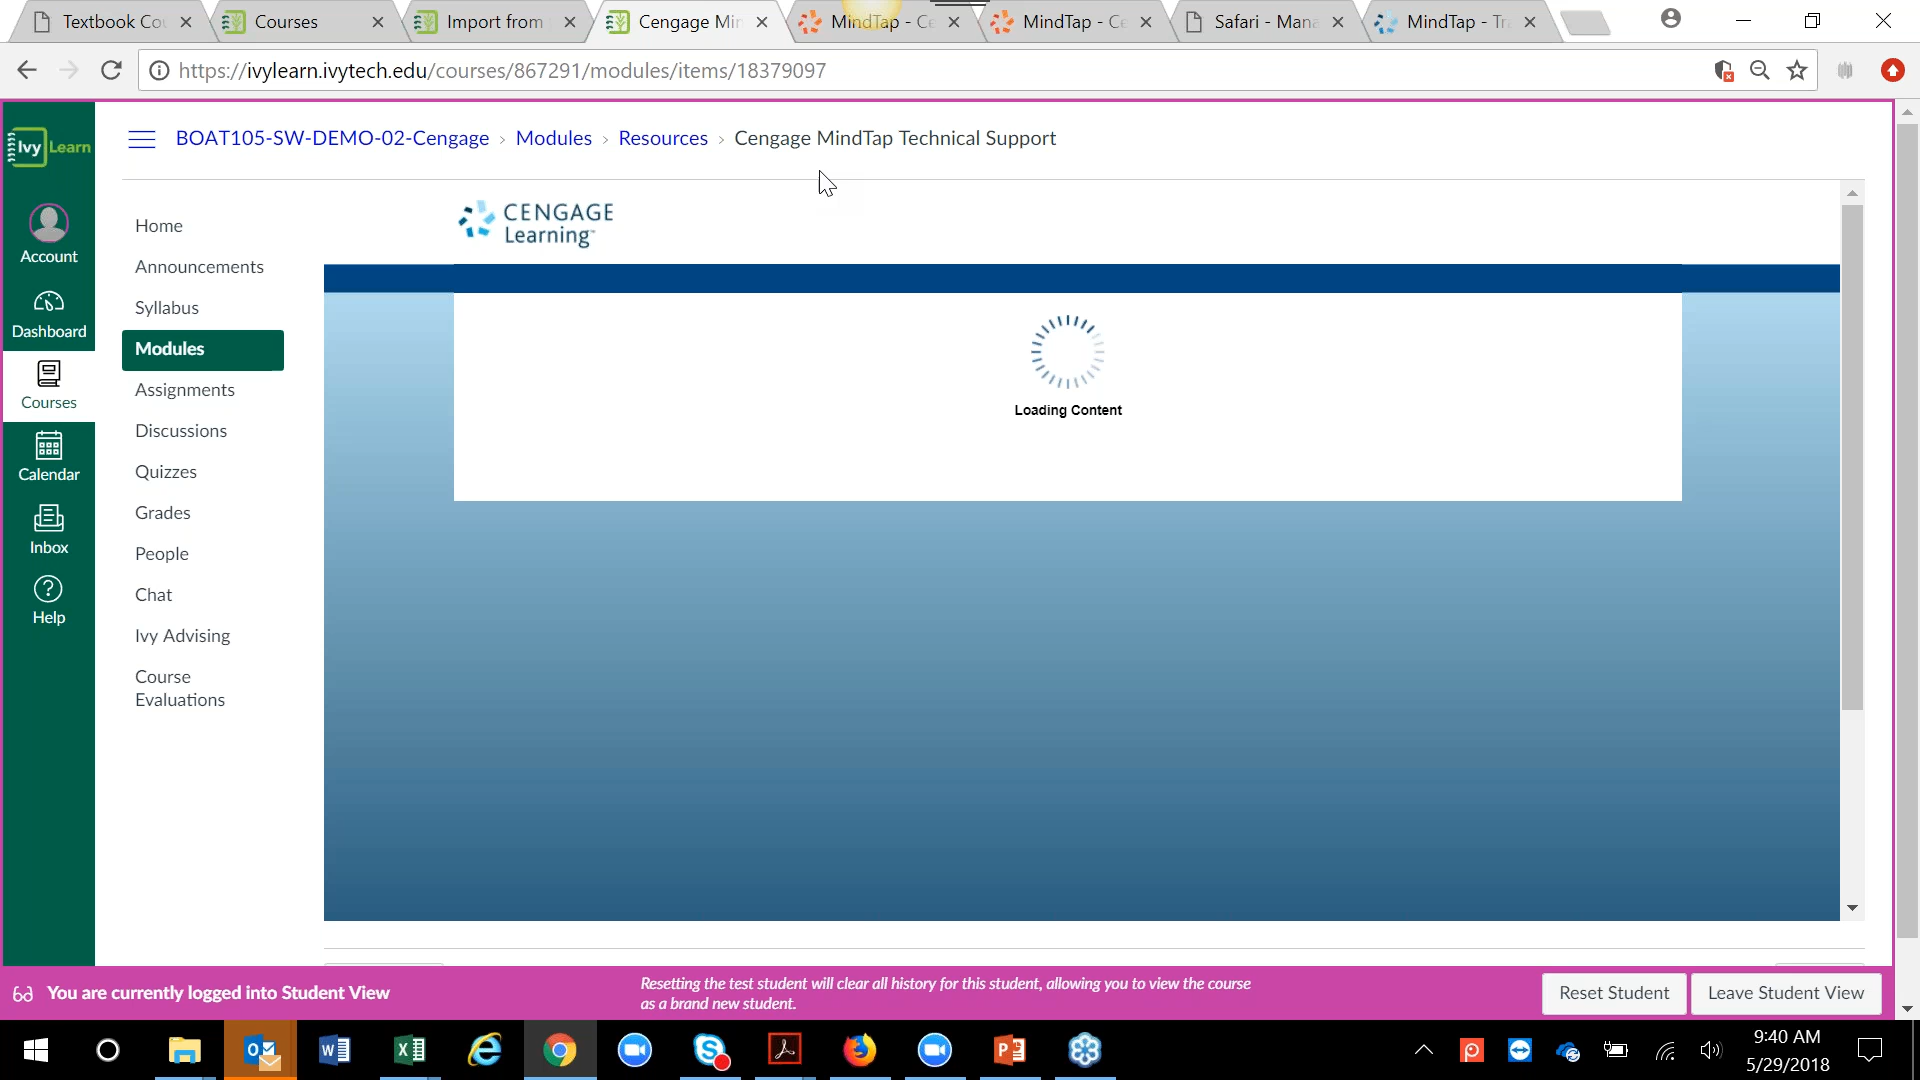 Textbook Co
Courses
Import from
Cengage Min
MindTap - Ce
MindTap - Ce
Safari - Mana
MindTap - Tr
https://ivylearn.ivytech.edu/courses/867291/modules/items/18379097
Ivy Learn
BOAT105-SW-DEMO-02-Cengage › Modules › Resources › Cengage MindTap Technical Support
Account
Dashboard
Courses
Calendar
Inbox
Help
Home
Announcements
Syllabus
Modules
Assignments
Discussions
Quizzes
Grades
People
Chat
Ivy Advising
Course
Evaluations
CENGAGE
Learning™
Loading Content
You are currently logged into Student View
Resetting the test student will clear all history for this student, allowing you to view the course
as a brand new student.
Reset Student
Leave Student View
9:40 AM
5/29/2018